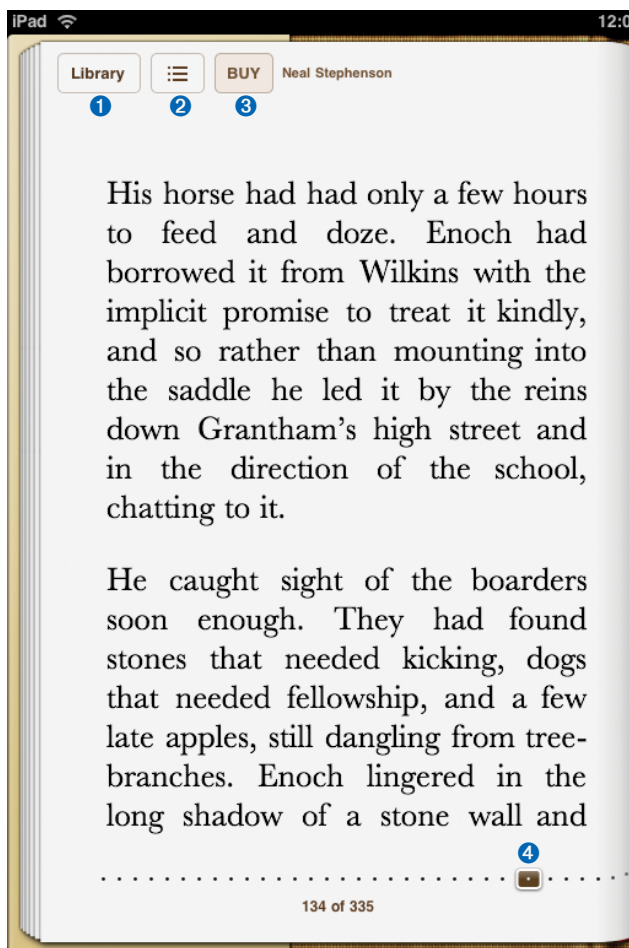 iPad 12:0
Library BUY Neal Stephenson
1 2 3
His horse had had only a few hours
to feed and doze. Enoch had
borrowed it from Wilkins with the
implicit promise to treat it kindly,
and so rather than mounting into
the saddle he led it by the reins
down Grantham’s high street and
in the direction of the school,
chatting to it.
He caught sight of the boarders
soon enough. They had found
stones that needed kicking, dogs
that needed fellowship, and a few
late apples, still dangling from tree-
branches. Enoch lingered in the
long shadow of a stone wall and
4
134 of 335